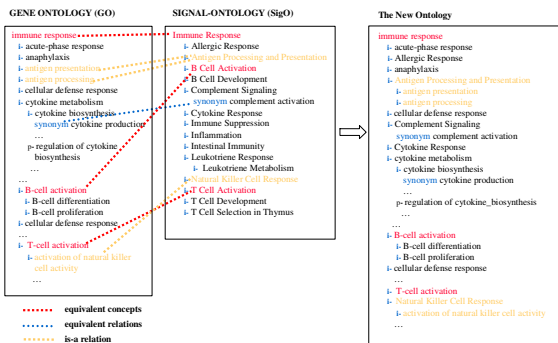 GENE ONTOLOGY (GO)
immune response
i- acute-phase response
i- anaphylaxis
i- antigen presentation
i- antigen processing
i- cellular defense response
i- cytokine metabolism
i- cytokine biosynthesis
synonym cytokine production
...
p- regulation of cytokine
biosynthesis
...
...
i- B-cell activation
i- B-cell differentiation
i- B-cell proliferation
i- cellular defense response
...
i- T-cell activation
i- activation of natural killer
cell activity
...
SIGNAL-ONTOLOGY (SigO)
Immune Response
i- Allergic Response
i- Antigen Processing and Presentation
i- B Cell Activation
i- B Cell Development
i- Complement Signaling
synonym complement activation
i- Cytokine Response
i- Immune Suppression
i- Inflammation
i- Intestinal Immunity
i- Leukotriene Response
i- Leukotriene Metabolism
i- Natural Killer Cell Response
i- T Cell Activation
i- T Cell Development
i- T Cell Selection in Thymus
The New Ontology
immune response
i- acute-phase response
i- Allergic Response
i- anaphylaxis
i- Antigen Processing and Presentation
i- antigen presentation
i- antigen processing
i- cellular defense response
i- Complement Signaling
synonym complement activation
i- Cytokine Response
i- cytokine metabolism
i- cytokine biosynthesis
synonym cytokine production
...
p- regulation of cytokine_biosynthesis
...
...
i- B-cell activation
i- B-cell differentiation
i- B-cell proliferation
i- cellular defense response
...
i- T-cell activation
i- Natural Killer Cell Response
i- activation of natural killer cell activity
...
equivalent concepts
equivalent relations
is-a relation